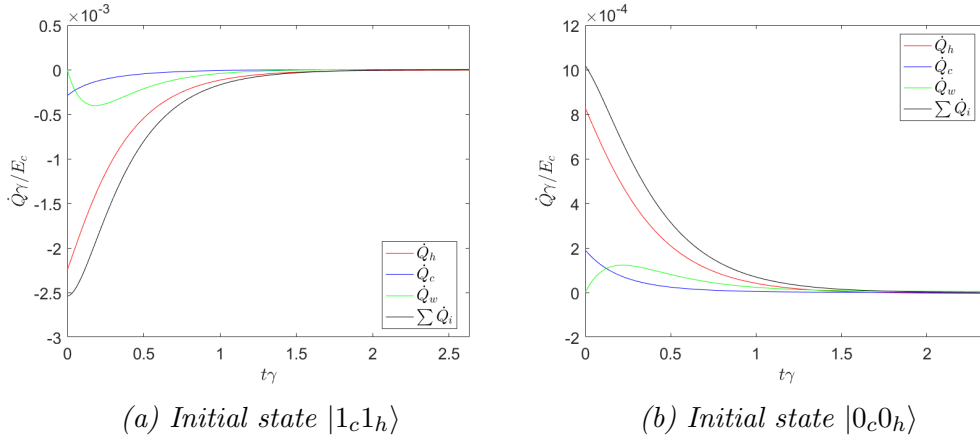 ×10⁻³
0.5
0
-0.5
-1
-1.5
-2
-2.5
-3
Q̇γ/E_c
0 0.5 1 1.5 2 2.5
tγ
Q̇_h
Q̇_c
Q̇_w
∑ Q̇_i
(a) Initial state |1_c1_h⟩
×10⁻⁴
12
10
8
6
4
2
0
-2
Q̇γ/E_c
0 0.5 1 1.5 2
tγ
Q̇_h
Q̇_c
Q̇_w
∑ Q̇_i
(b) Initial state |0_c0_h⟩